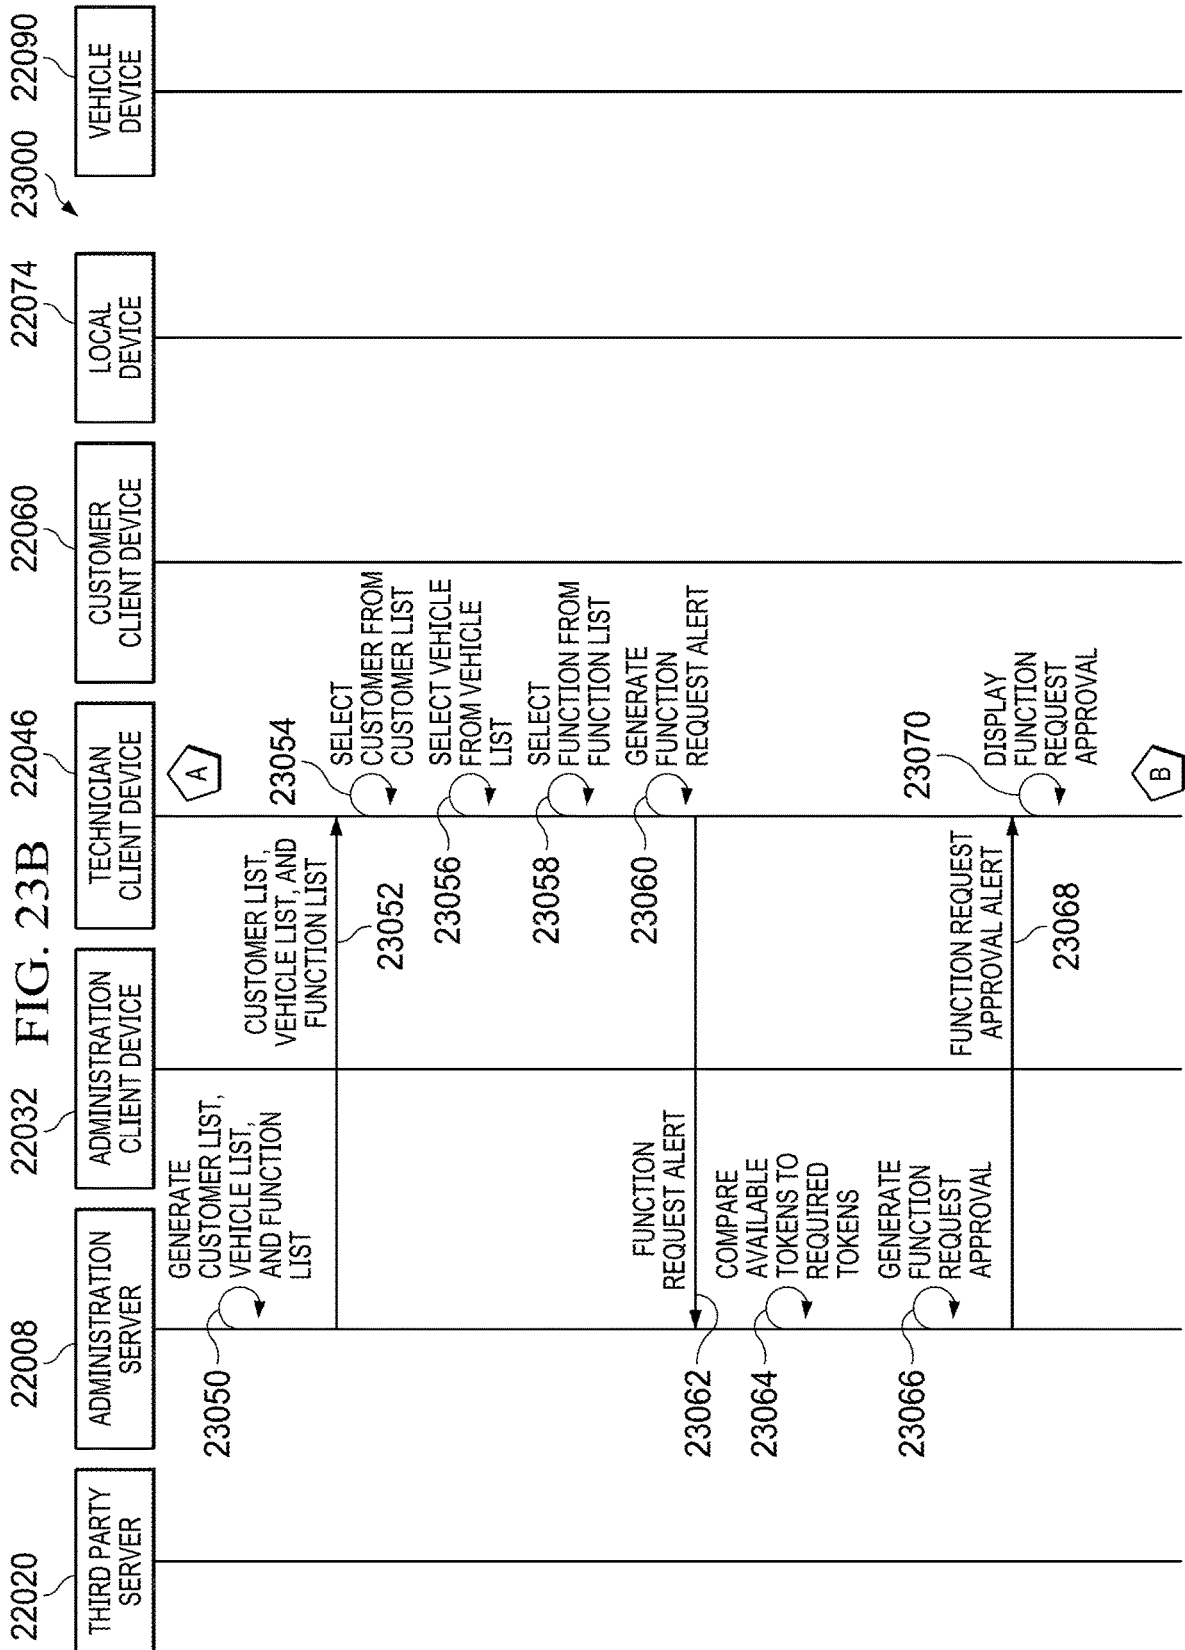 FIG. 23B
23000
22020
THIRD PARTY
SERVER
22008
ADMINISTRATION
SERVER
22032
ADMINISTRATION
CLIENT DEVICE
22046
TECHNICIAN
CLIENT DEVICE
22060
CUSTOMER
CLIENT DEVICE
22074
LOCAL
DEVICE
22090
VEHICLE
DEVICE
A
23050
GENERATE
CUSTOMER LIST,
VEHICLE LIST,
AND FUNCTION
LIST
CUSTOMER LIST,
VEHICLE LIST, AND
FUNCTION LIST
23052
23054
SELECT
CUSTOMER FROM
CUSTOMER LIST
23056
SELECT VEHICLE
FROM VEHICLE
LIST
23058
SELECT
FUNCTION FROM
FUNCTION LIST
23060
GENERATE
FUNCTION
REQUEST ALERT
FUNCTION
REQUEST ALERT
23062
23064
COMPARE
AVAILABLE
TOKENS TO
REQUIRED
TOKENS
23066
GENERATE
FUNCTION
REQUEST
APPROVAL
FUNCTION REQUEST
APPROVAL ALERT
23068
23070
DISPLAY
FUNCTION
REQUEST
APPROVAL
B